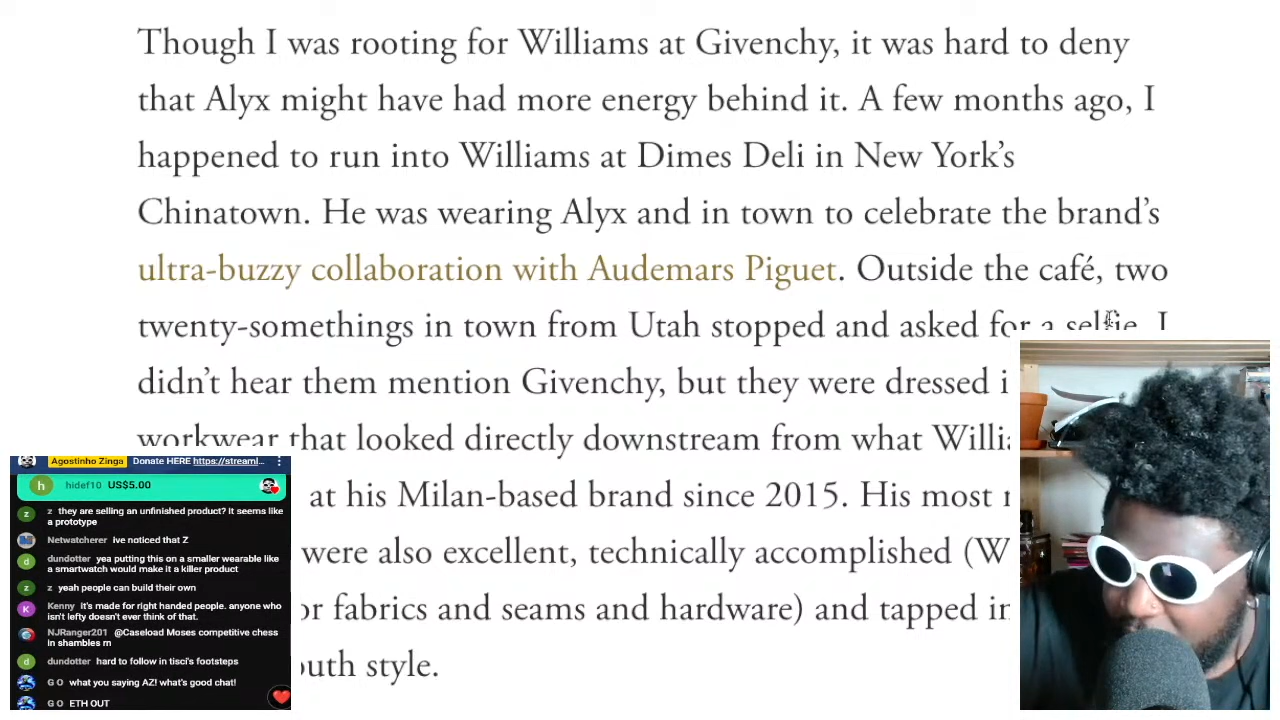 Though I was rooting for Williams at Givenchy, it was hard to deny
that Alyx might have had more energy behind it. A few months ago, I
happened to run into Williams at Dimes Deli in New York's
Chinatown. He was wearing Alyx and in town to celebrate the brand's
ultra-buzzy collaboration with Audemars Piguet. Outside the café, two
twenty-somethings in town from Utah stopped and asked for a selfie. I
didn't hear them mention Givenchy, but they were dressed i
workwear that looked directly downstream from what Willia
at his Milan-based brand since 2015. His most
were also excellent, technically accomplished (W
or fabrics and seams and hardware) and tapped in
outh style.
Agostinho Zinga Donate HERE https://streaml...
h hidef10 US$5.00
z z they are selling an unfinished product? It seems like
a prototype
Netwatcherer ive noticed that Z
d dundotter yea putting this on a smaller wearable like
a smartwatch would make it a killer product
z z yeah people can build their own
K Kenny it's made for right handed people. anyone who
isn't lefty doesn't ever think of that.
NJRanger201 @Caseload Moses competitive chess
in shambles rn
d dundotter hard to follow in tisci's footsteps
G O what you saying AZ! what's good chat!
G O ETH OUT